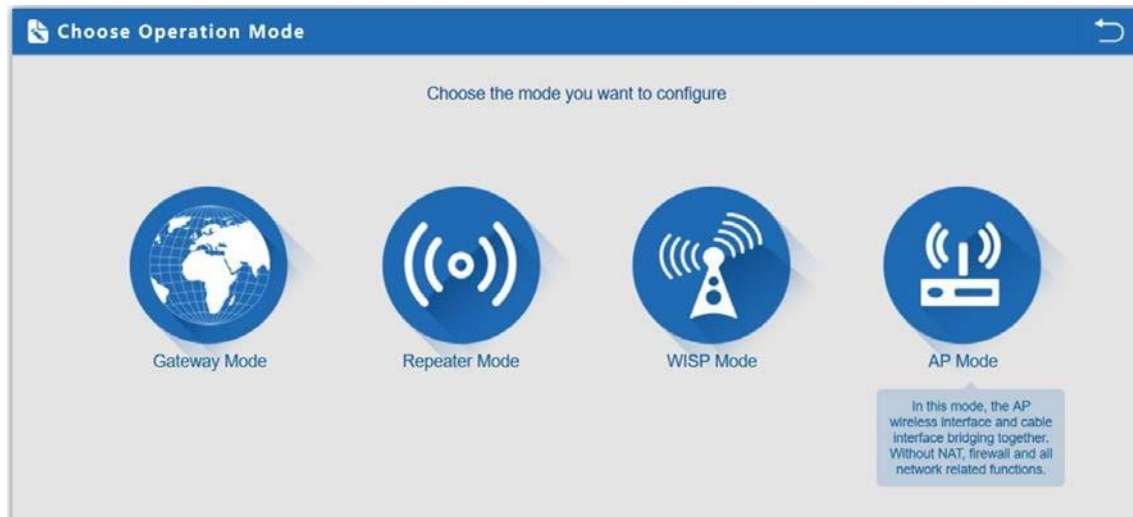 Choose Operation Mode
Choose the mode you want to configure
Gateway Mode
Repeater Mode
WISP Mode
AP Mode
In this mode, the AP
wireless interface and cable
interface bridging together.
Without NAT, firewall and all
network related functions.